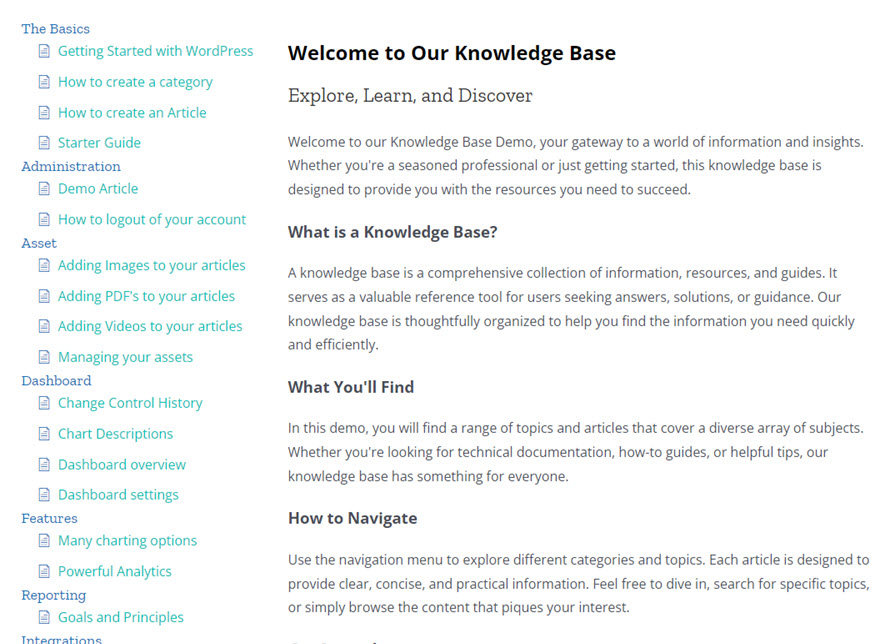 The Basics
Getting Started with WordPress
How to create a category
How to create an Article
Starter Guide
Administration
Demo Article
How to logout of your account
Asset
Adding Images to your articles
Adding PDF's to your articles
Adding Videos to your articles
Managing your assets
Dashboard
Change Control History
Chart Descriptions
Dashboard overview
Dashboard settings
Features
Many charting options
Powerful Analytics
Reporting
Goals and Principles
Integrations
Welcome to Our Knowledge Base
Explore, Learn, and Discover
Welcome to our Knowledge Base Demo, your gateway to a world of information and insights.
Whether you're a seasoned professional or just getting started, this knowledge base is
designed to provide you with the resources you need to succeed.
What is a Knowledge Base?
A knowledge base is a comprehensive collection of information, resources, and guides. It
serves as a valuable reference tool for users seeking answers, solutions, or guidance. Our
knowledge base is thoughtfully organized to help you find the information you need quickly
and efficiently.
What You'll Find
In this demo, you will find a range of topics and articles that cover a diverse array of subjects.
Whether you're looking for technical documentation, how-to guides, or helpful tips, our
knowledge base has something for everyone.
How to Navigate
Use the navigation menu to explore different categories and topics. Each article is designed to
provide clear, concise, and practical information. Feel free to dive in, search for specific topics,
or simply browse the content that piques your interest.